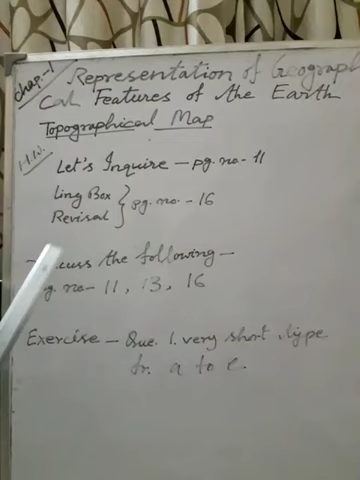 Chap.-1
Representation of Geograph
cal Features of the Earth
Topographical Map
H.W.
Let's Inquire - pg. no - 11
Ling Box
Revisal } pg. no. - 16
cuss the following -
g. no - 11, 13, 16
Exercise - Que. 1. very short type
fr. a to e.